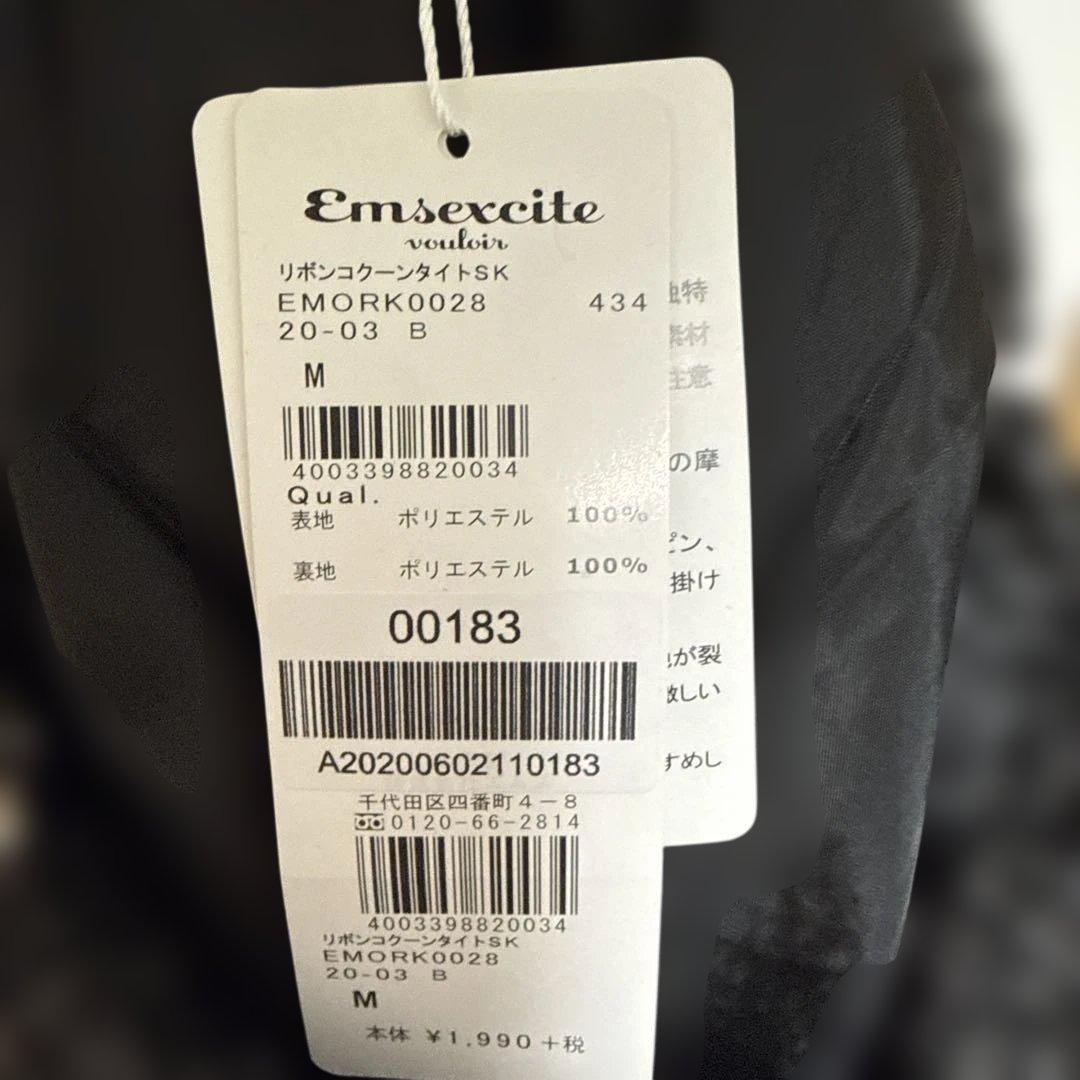 Emsexcite
vouloir
リボンコクーンタイトSK
EMORK0028 434
20-03 B
M
4003398820034
Qual.
表地 ポリエステル 100%
裏地 ポリエステル 100%
00183
A20200602110183
千代田区四番町4-8
0120-66-2814
4003398820034
リボンコクーンタイトSK
EMORK0028
20-03 B
M
本体 ¥1,990+税
独特
素材
注意
の摩
ピン、
掛け
が裂
激しい
すめし